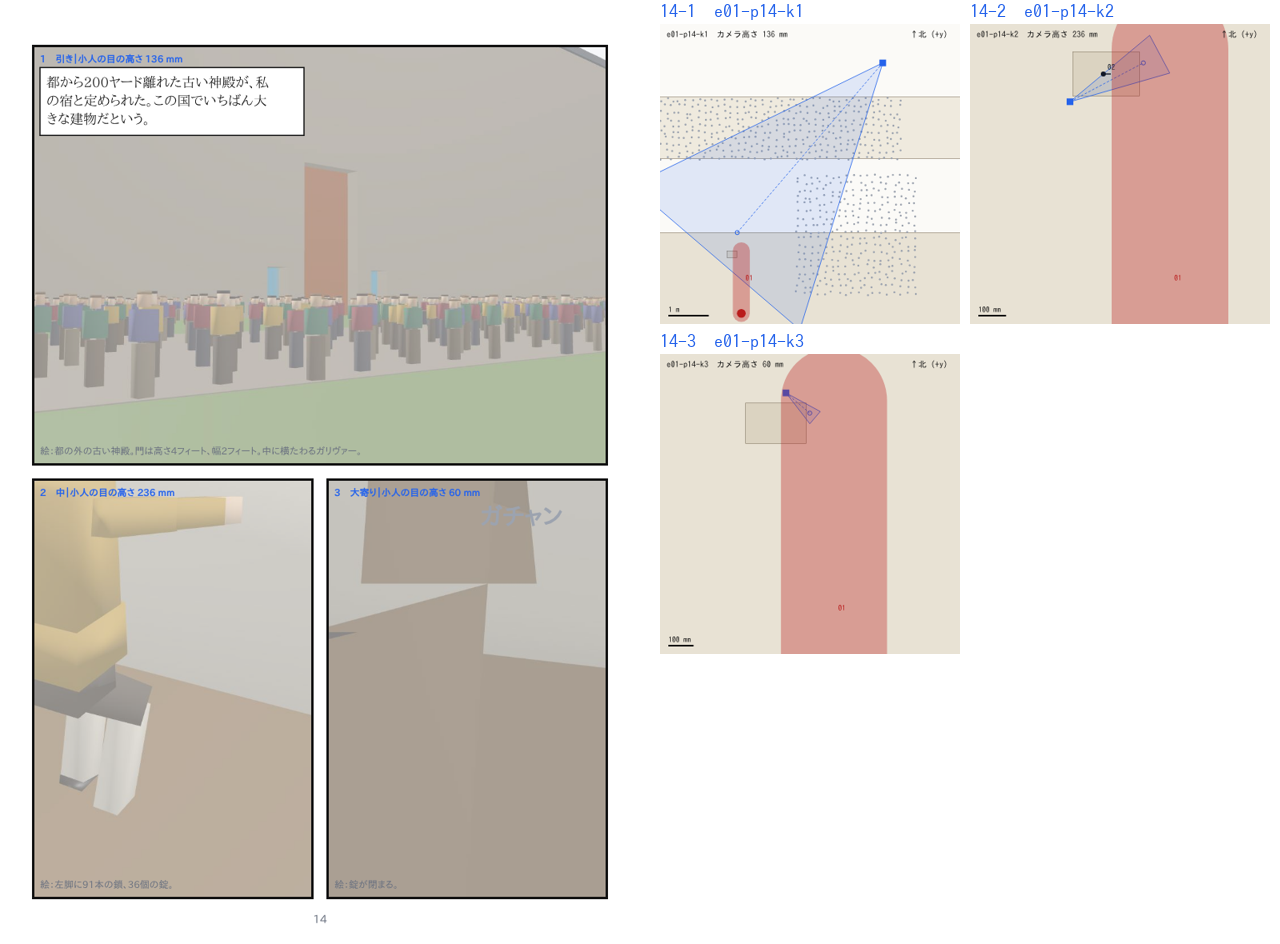 1 引き|小人の目の高さ 136 mm
都から200ヤード離れた古い神殿が、私
の宿と定められた。この国でいちばん大
きな建物だという。
絵:都の外の古い神殿。門は高さ4フィート、幅2フィート。中に横たわるガリヴァー。
2 中|小人の目の高さ 236 mm
絵:左脚に91本の鎖。36個の錠。
3 大寄り|小人の目の高さ 60 mm
ガチャン
絵:錠が閉まる。
14
14-1 e01-p14-k1
e01-p14-k1 カメラ高さ 136 mm
↑北 (+y)
01
1 m
14-2 e01-p14-k2
e01-p14-k2 カメラ高さ 236 mm
↑北 (+y)
02
01
100 mm
14-3 e01-p14-k3
e01-p14-k3 カメラ高さ 60 mm
↑北 (+y)
01
100 mm